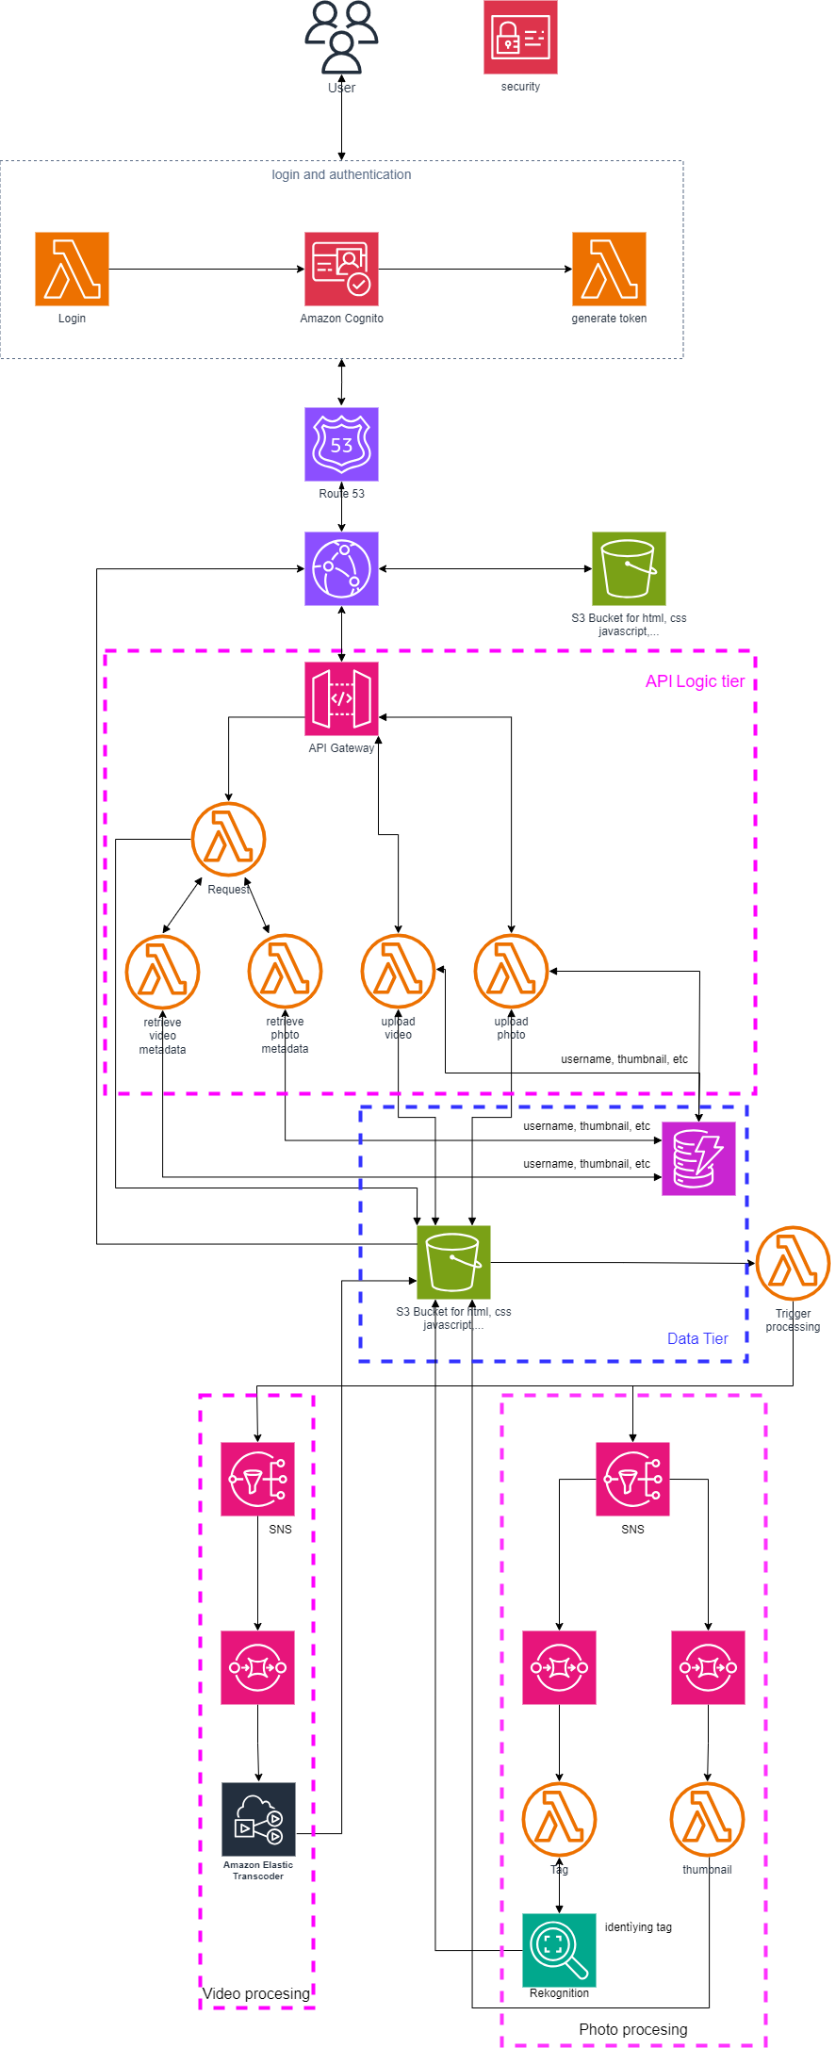 User
security
login and authentication
Login
Amazon Cognito
generate token
53
Route 53
S3 Bucket for html, css
javascript,...
API Logic tier
</>
API Gateway
Request
retrieve
video
metadata
retrieve
photo
metadata
upload
video
upload
photo
username, thumbnail, etc
username, thumbnail, etc
username, thumbnail, etc
S3 Bucket for html, css
javascript,...
Trigger
processing
Data Tier
SNS
SNS
Amazon Elastic
Transcoder
Tag
thumbnail
identiying tag
Rekognition
Video procesing
Photo procesing